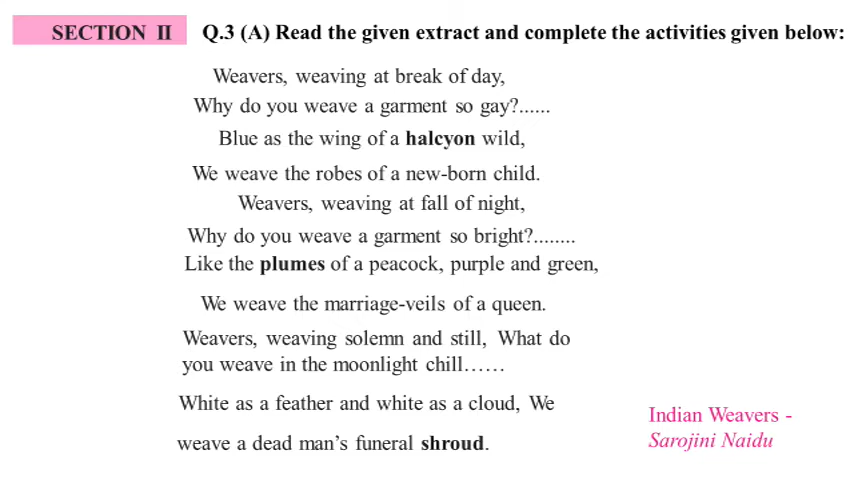 SECTION II Q.3 (A) Read the given extract and complete the activities given below:
Weavers, weaving at break of day,
Why do you weave a garment so gay?......
Blue as the wing of a halcyon wild,
We weave the robes of a new-born child.
Weavers, weaving at fall of night,
Why do you weave a garment so bright?........
Like the plumes of a peacock, purple and green,
We weave the marriage-veils of a queen.
Weavers, weaving solemn and still, What do
you weave in the moonlight chill……
White as a feather and white as a cloud, We
weave a dead man's funeral shroud.
Indian Weavers -
Sarojini Naidu